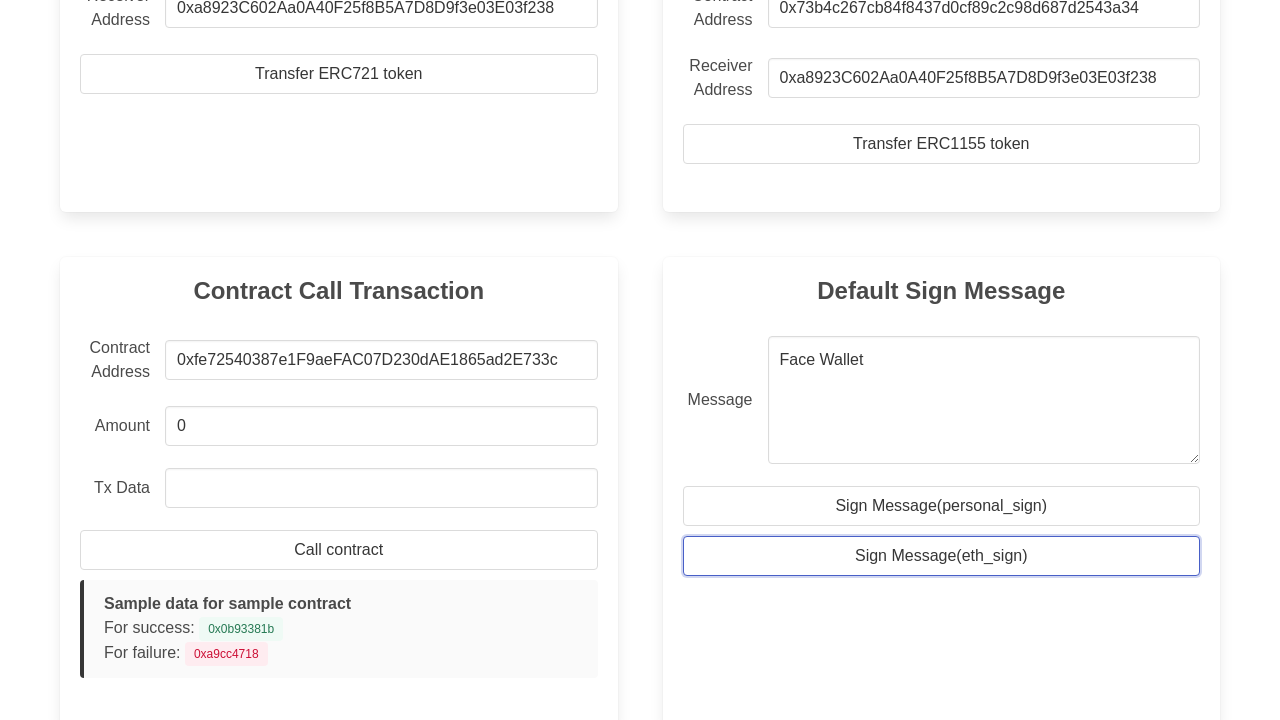 Address
0xa8923C602Aa0A40F25f8B5A7D8D9f3e03E03f238
Transfer ERC721 token
Address
0x73b4c267cb84f8437d0cf89c2c98d687d2543a34
Receiver
Address
0xa8923C602Aa0A40F25f8B5A7D8D9f3e03E03f238
Transfer ERC1155 token
Contract Call Transaction
Contract
Address
0xfe72540387e1F9aeFAC07D230dAE1865ad2E733c
Amount
0
Tx Data
Call contract
Sample data for sample contract
For success: 0x0b93381b
For failure: 0xa9cc4718
Default Sign Message
Message
Face Wallet
Sign Message(personal_sign)
Sign Message(eth_sign)